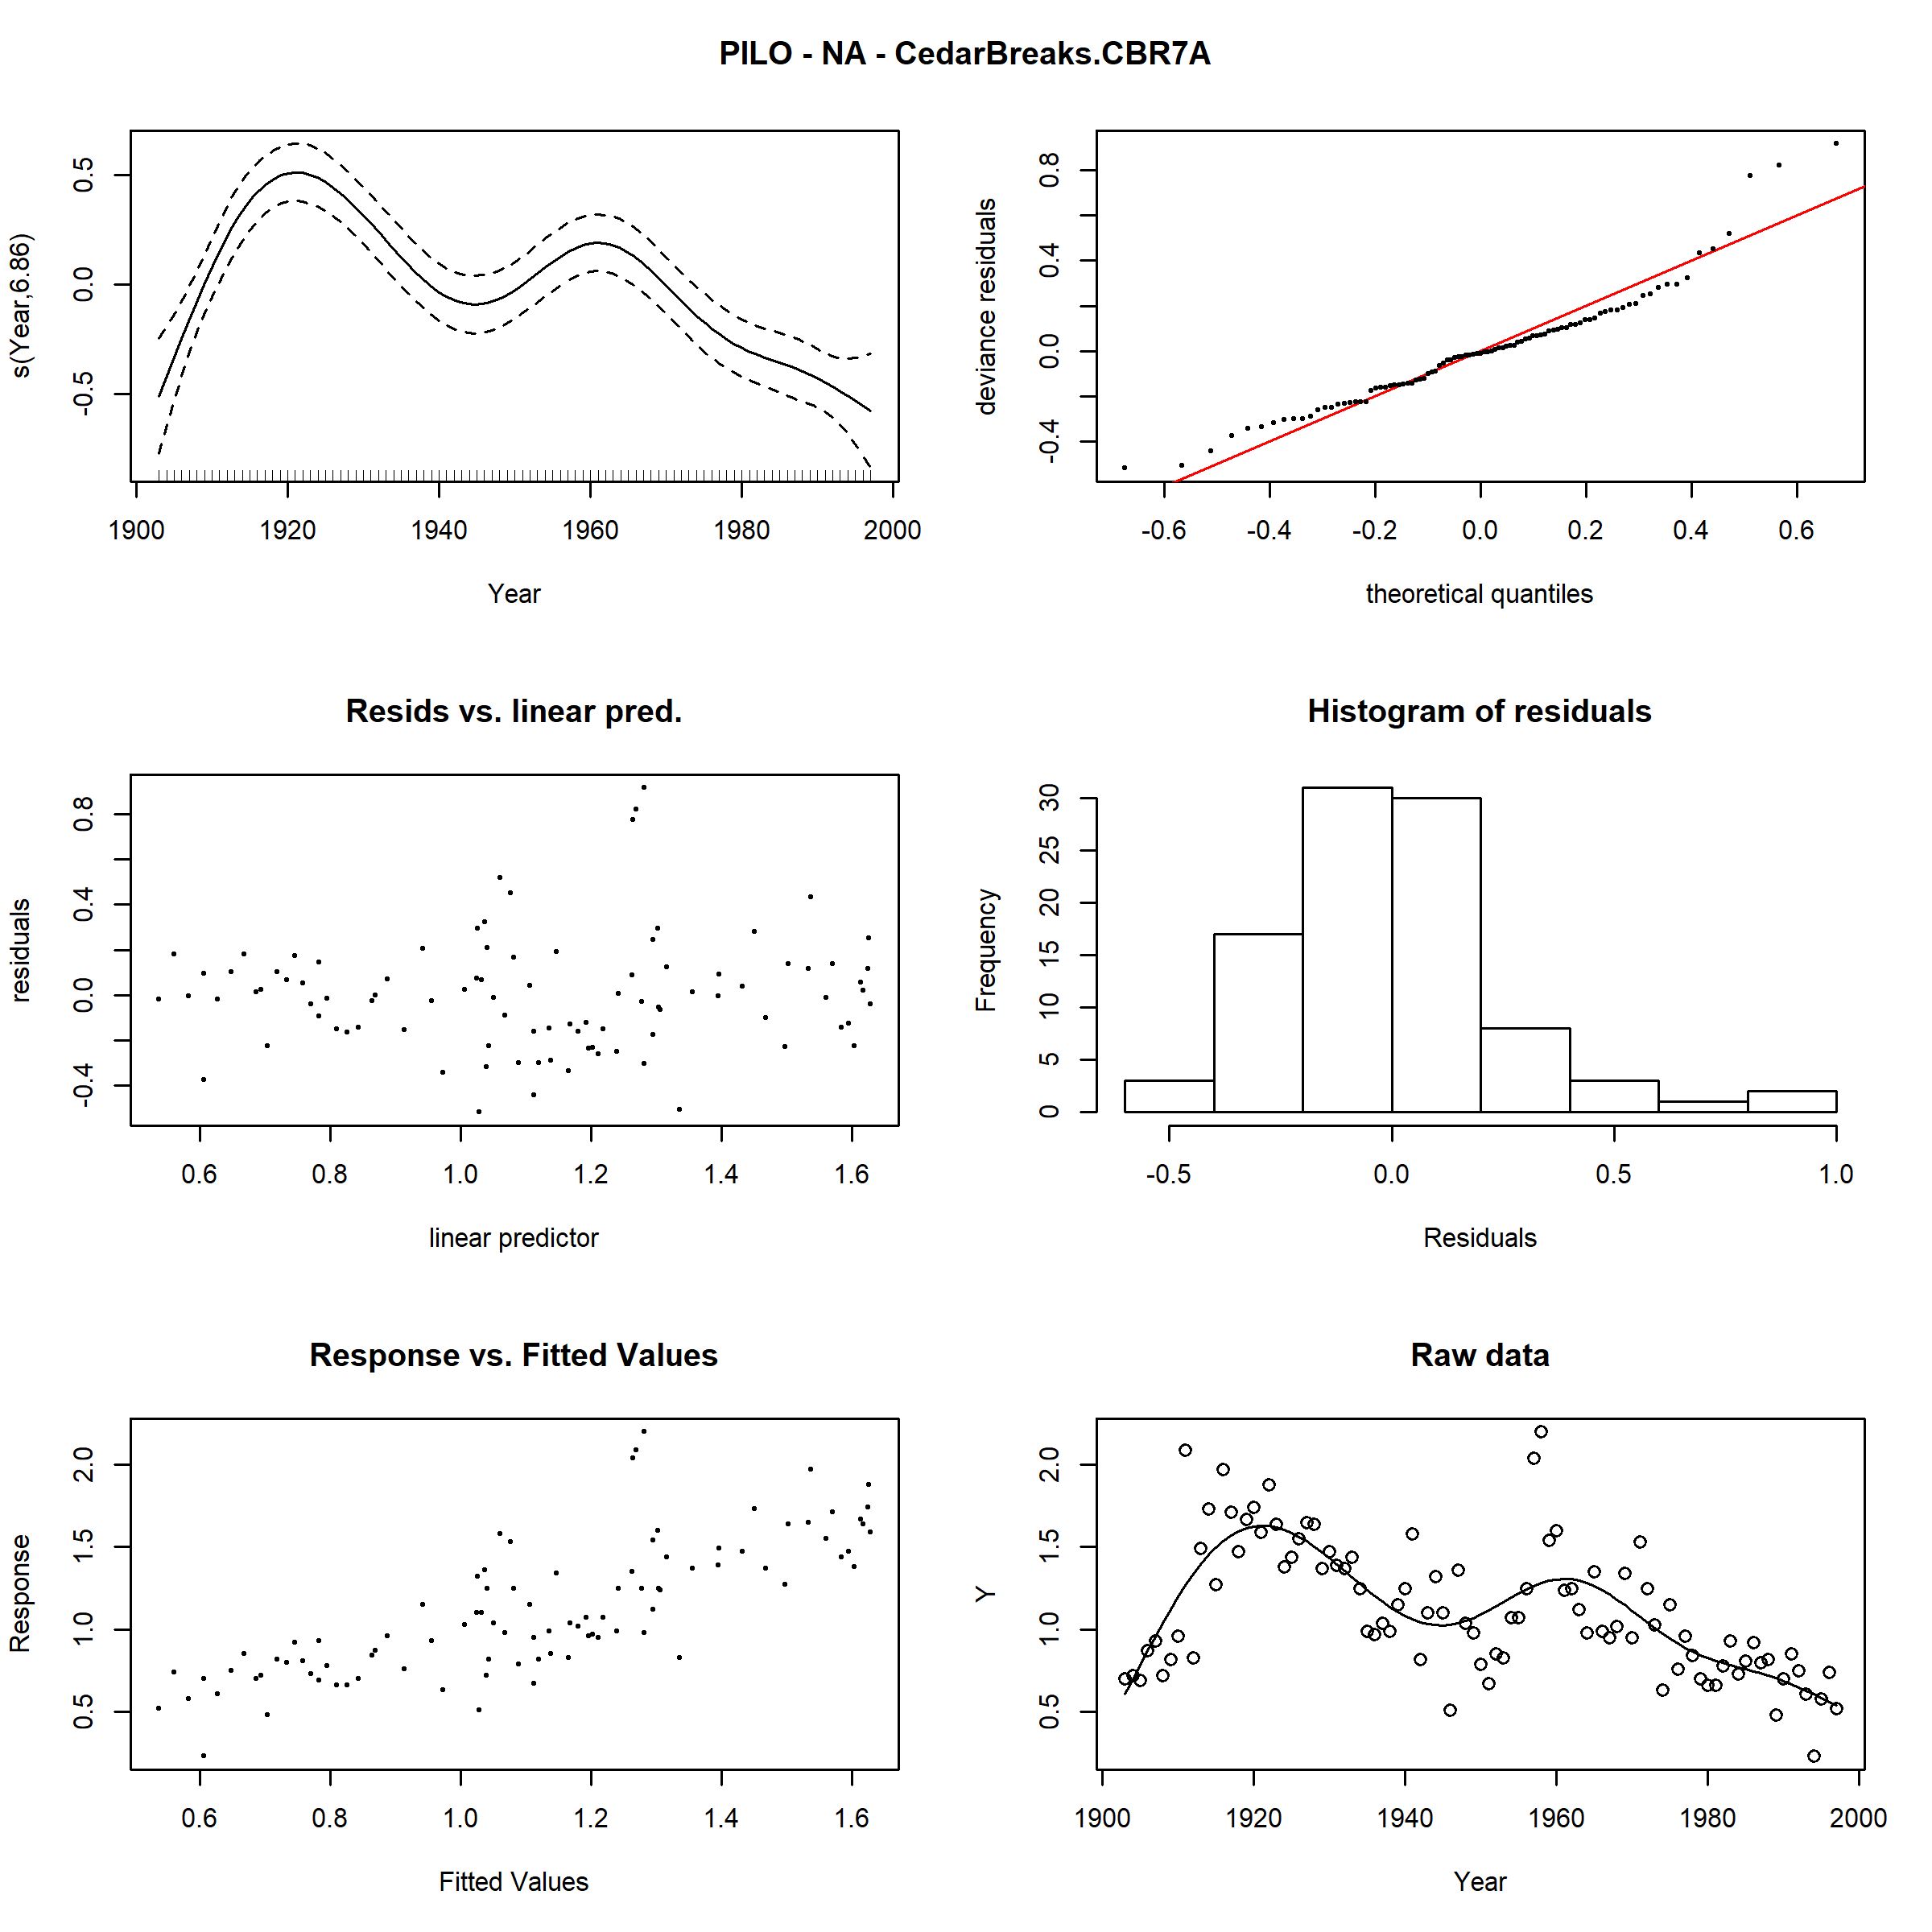 PILO - NA - CedarBreaks.CBR7A
s(Year,6.86)
0.5
0.0
-0.5
1900 1920 1940 1960 1980 2000
Year
deviance residuals
0.8
0.4
0.0
-0.4
-0.6 -0.4 -0.2 0.0 0.2 0.4 0.6
theoretical quantiles
Resids vs. linear pred.
residuals
0.8
0.4
0.0
-0.4
0.6 0.8 1.0 1.2 1.4 1.6
linear predictor
Histogram of residuals
Frequency
30
25
20
15
10
5
0
-0.5 0.0 0.5 1.0
Residuals
Response vs. Fitted Values
Response
2.0
1.5
1.0
0.5
0.6 0.8 1.0 1.2 1.4 1.6
Fitted Values
Raw data
Y
2.0
1.5
1.0
0.5
1900 1920 1940 1960 1980 2000
Year